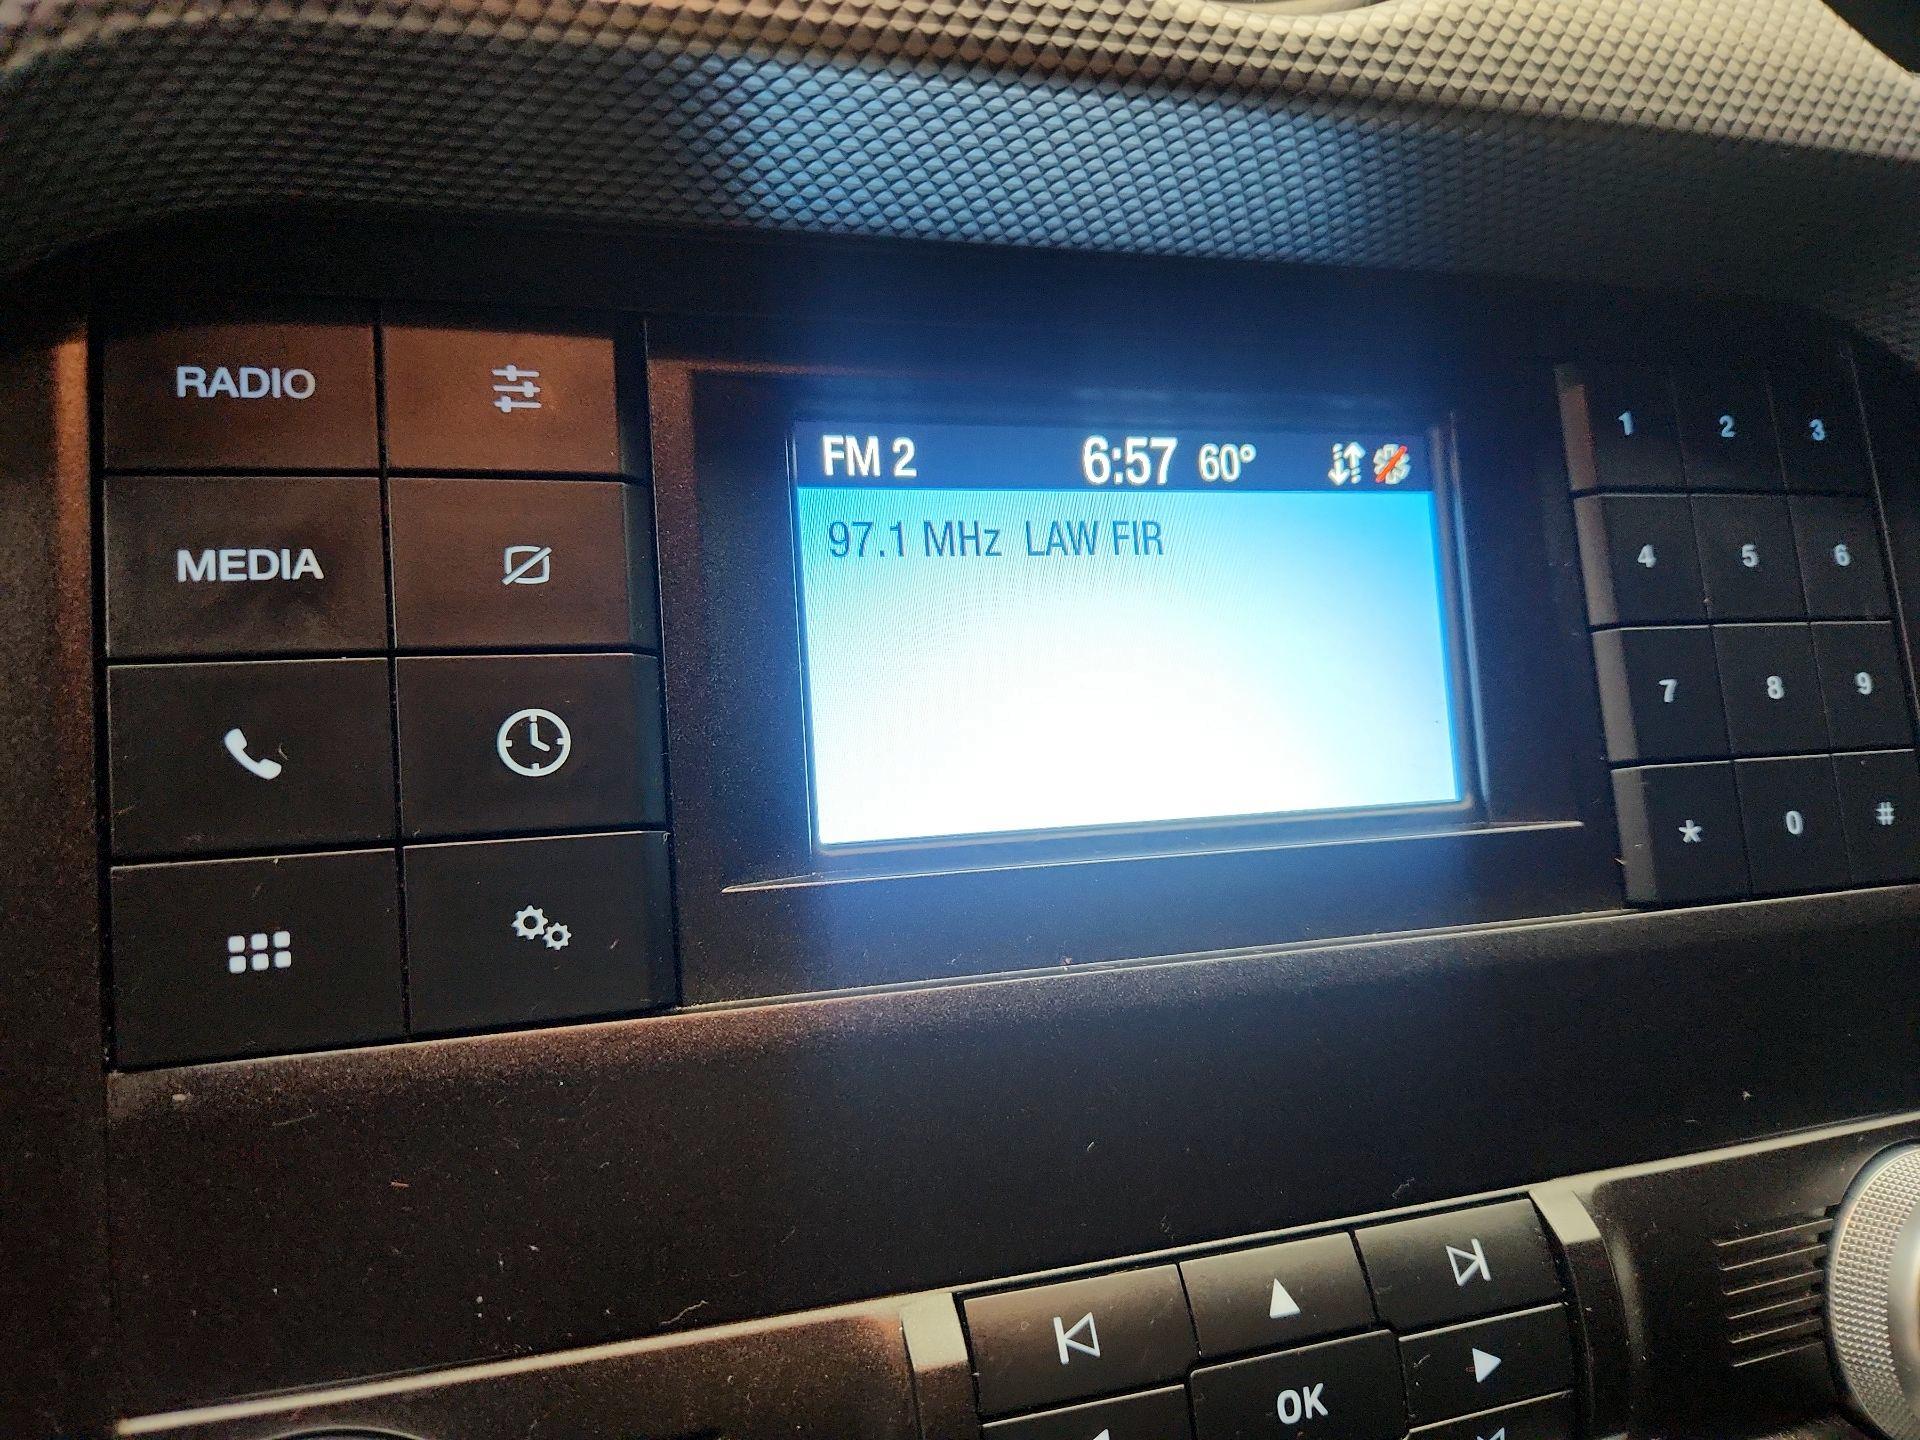 RADIO
MEDIA
FM 2 6:57 60°
97.1 MHz LAW FIR
1 2 3
4 5 6
7 8 9
* 0 #
OK